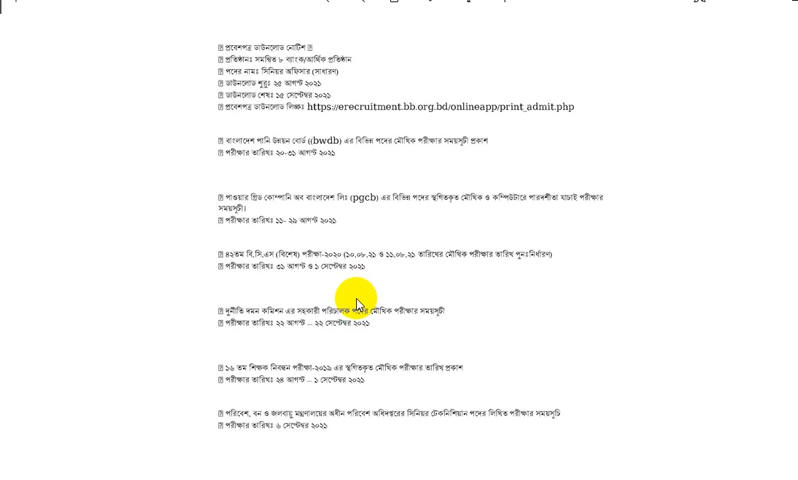 প্রবেশপত্র ডাউনলোড নোটিশ
প্রতিষ্ঠানঃ সমন্বিত ৮ ব্যাংক/আর্থিক প্রতিষ্ঠান
পদের নামঃ সিনিয়র অফিসার (সাধারণ)
ডাউনলোড শুরুঃ ২৫ আগস্ট ২০২১
ডাউনলোড শেষঃ ১৫ সেপ্টেম্বর ২০২১
প্রবেশপত্র ডাউনলোড লিঙ্কঃ https://erecruitment.bb.org.bd/onlineapp/print_admit.php
বাংলাদেশ পানি উন্নয়ন বোর্ড ((bwdb) এর বিভিন্ন পদের মৌখিক পরীক্ষার সময়সূচী প্রকাশ
পরীক্ষার তারিখঃ ২০-৩১ আগস্ট ২০২১
পাওয়ার গ্রিড কোম্পানি অব বাংলাদেশ লিঃ (pgcb) এর বিভিন্ন পদের স্থগিতকৃত মৌখিক ও কম্পিউটারে পারদর্শীতা যাচাই পরীক্ষার
সময়সূচী।
পরীক্ষার তারিখঃ ১১- ২৯ আগস্ট ২০২১
৪২তম বি.সি.এস (বিশেষ) পরীক্ষা-২০২০ (১০.০৮.২১ ও ১১.০৮.২১ তারিখের মৌখিক পরীক্ষার তারিখ পুনঃনির্ধারণ)
পরীক্ষার তারিখঃ ৩১ আগস্ট ও ১ সেপ্টেম্বর ২০২১
দুর্নীতি দমন কমিশন এর সহকারী পরিচালক পদের মৌখিক পরীক্ষার সময়সূচী
পরীক্ষার তারিখঃ ২২ আগস্ট – ২২ সেপ্টেম্বর ২০২১
১৬ তম শিক্ষক নিবন্ধন পরীক্ষা-২০১৯ এর স্থগিতকৃত মৌখিক পরীক্ষার তারিখ প্রকাশ
পরীক্ষার তারিখঃ ২৪ আগস্ট – ১ সেপ্টেম্বর ২০২১
পরিবেশ, বন ও জলবায়ু মন্ত্রণালয়ের অধীন পরিবেশ অধিদপ্তরের সিনিয়র টেকনিশিয়ান পদের লিখিত পরীক্ষার সময়সূচি
পরীক্ষার তারিখঃ ৬ সেপ্টেম্বর ২০২১